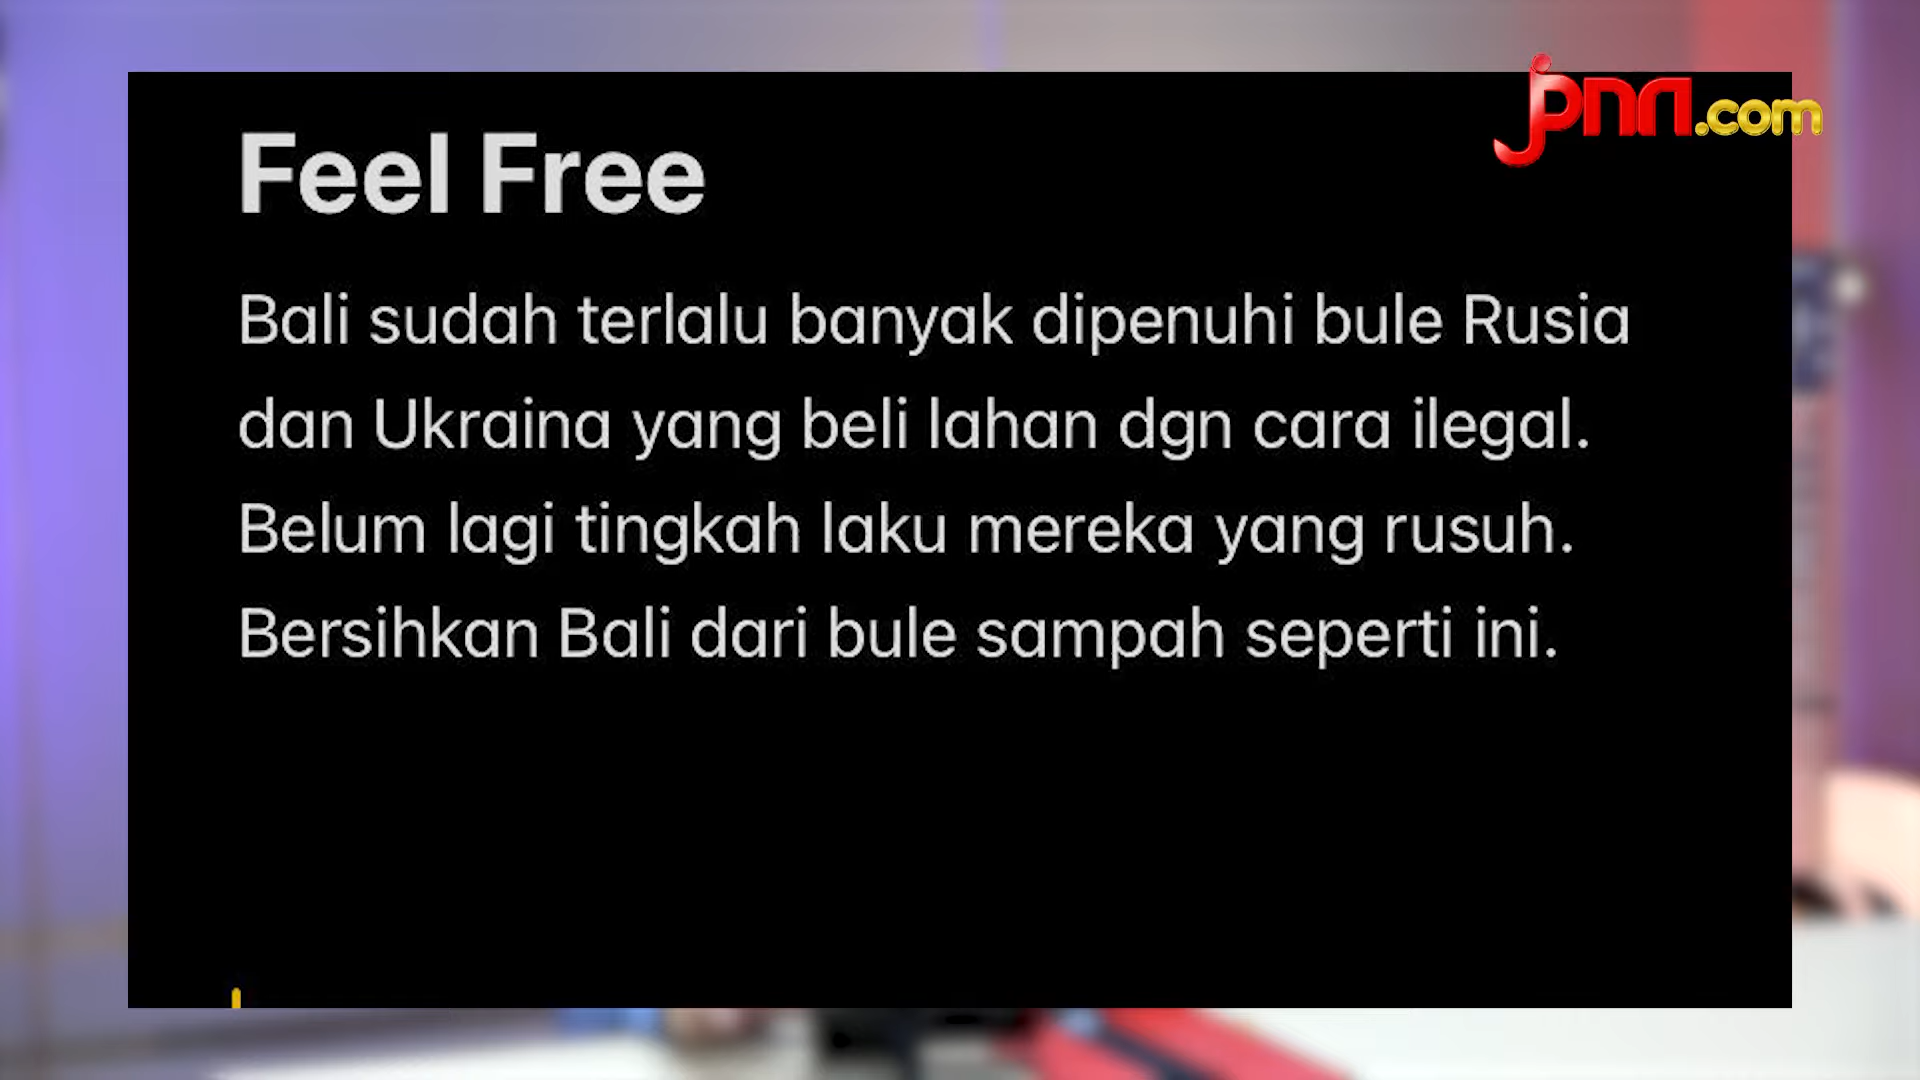 jpnn.com
Feel Free
Bali sudah terlalu banyak dipenuhi bule Rusia
dan Ukraina yang beli lahan dgn cara ilegal.
Belum lagi tingkah laku mereka yang rusuh.
Bersihkan Bali dari bule sampah seperti ini.